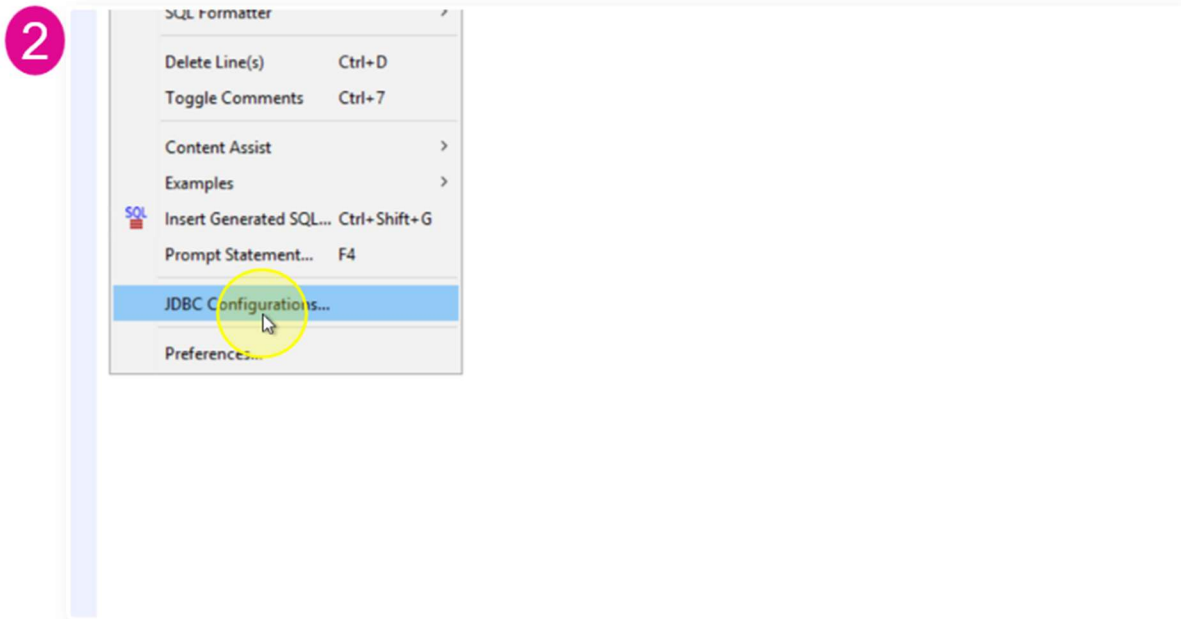 2
SQL Formatter >
Delete Line(s) Ctrl+D
Toggle Comments Ctrl+7
Content Assist >
Examples >
SQL Insert Generated SQL... Ctrl+Shift+G
Prompt Statement... F4
JDBC Configurations...
Preferences...